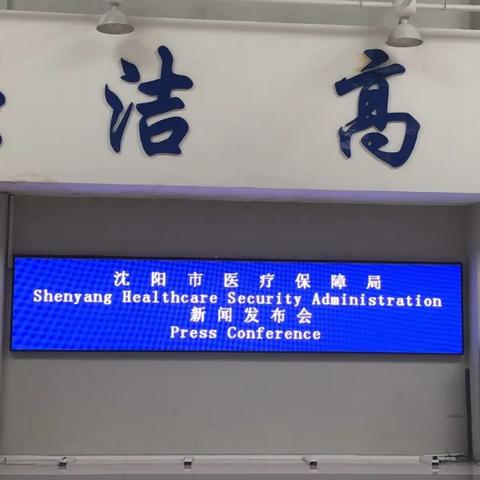 洁 高
沈阳市医疗保障局
Shenyang Healthcare Security Administration
新闻发布会
Press Conference